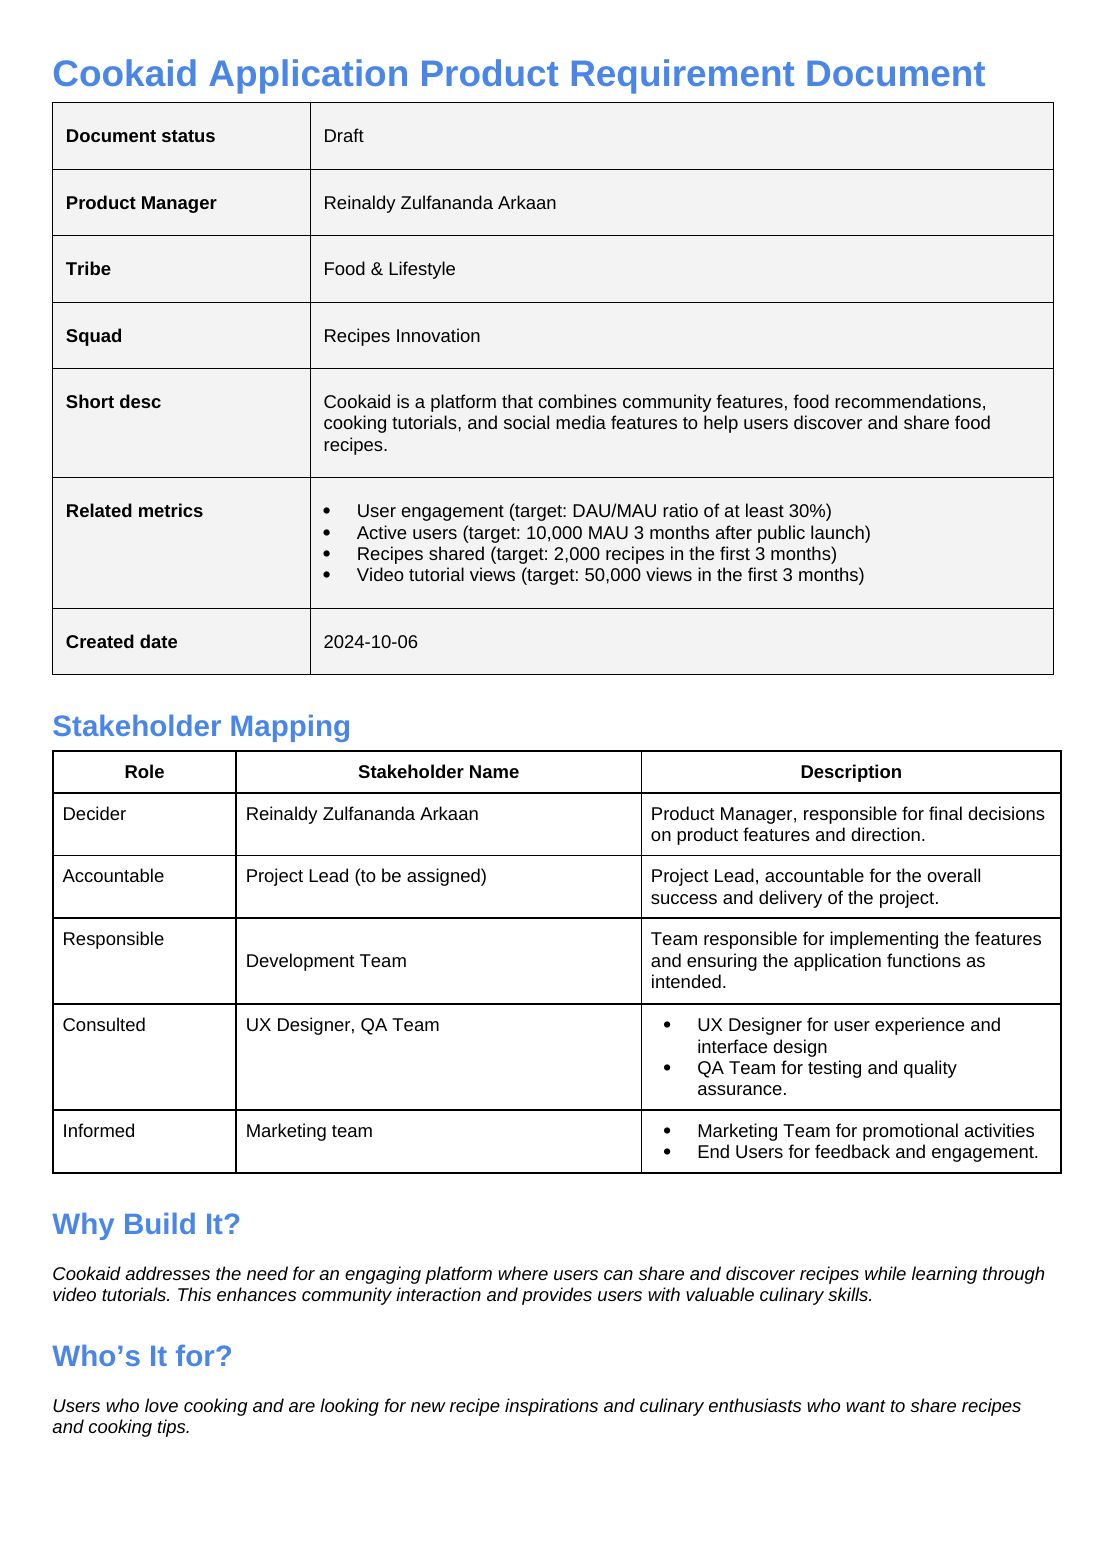 Cookaid Application Product Requirement Document
Document status
Draft
Product Manager
Reinaldy Zulfananda Arkaan
Tribe
Food & Lifestyle
Squad
Recipes Innovation
Short desc
Cookaid is a platform that combines community features, food recommendations,
cooking tutorials, and social media features to help users discover and share food
recipes.
Related metrics
• User engagement (target: DAU/MAU ratio of at least 30%)
• Active users (target: 10,000 MAU 3 months after public launch)
• Recipes shared (target: 2,000 recipes in the first 3 months)
• Video tutorial views (target: 50,000 views in the first 3 months)
Created date
2024-10-06
Stakeholder Mapping
Role
Stakeholder Name
Description
Decider
Reinaldy Zulfananda Arkaan
Product Manager, responsible for final decisions
on product features and direction.
Accountable
Project Lead (to be assigned)
Project Lead, accountable for the overall
success and delivery of the project.
Responsible
Development Team
Team responsible for implementing the features
and ensuring the application functions as
intended.
Consulted
UX Designer, QA Team
• UX Designer for user experience and
interface design
• QA Team for testing and quality
assurance.
Informed
Marketing team
• Marketing Team for promotional activities
• End Users for feedback and engagement.
Why Build It?
Cookaid addresses the need for an engaging platform where users can share and discover recipes while learning through
video tutorials. This enhances community interaction and provides users with valuable culinary skills.
Who’s It for?
Users who love cooking and are looking for new recipe inspirations and culinary enthusiasts who want to share recipes
and cooking tips.